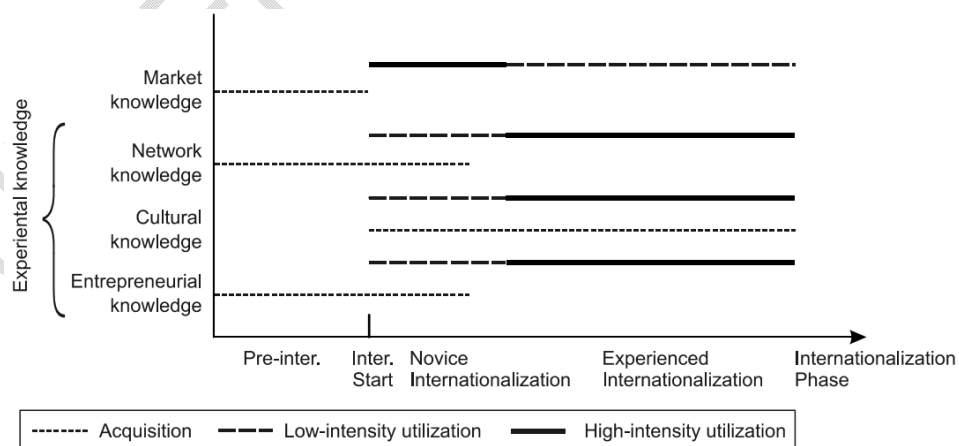 Market
knowledge
Experiental knowledge
Network
knowledge
Cultural
knowledge
Entrepreneurial
knowledge
Pre-inter.
Inter.
Start
Novice
Internationalization
Experienced
Internationalization
Internationalization
Phase
Acquisition
Low-intensity utilization
High-intensity utilization